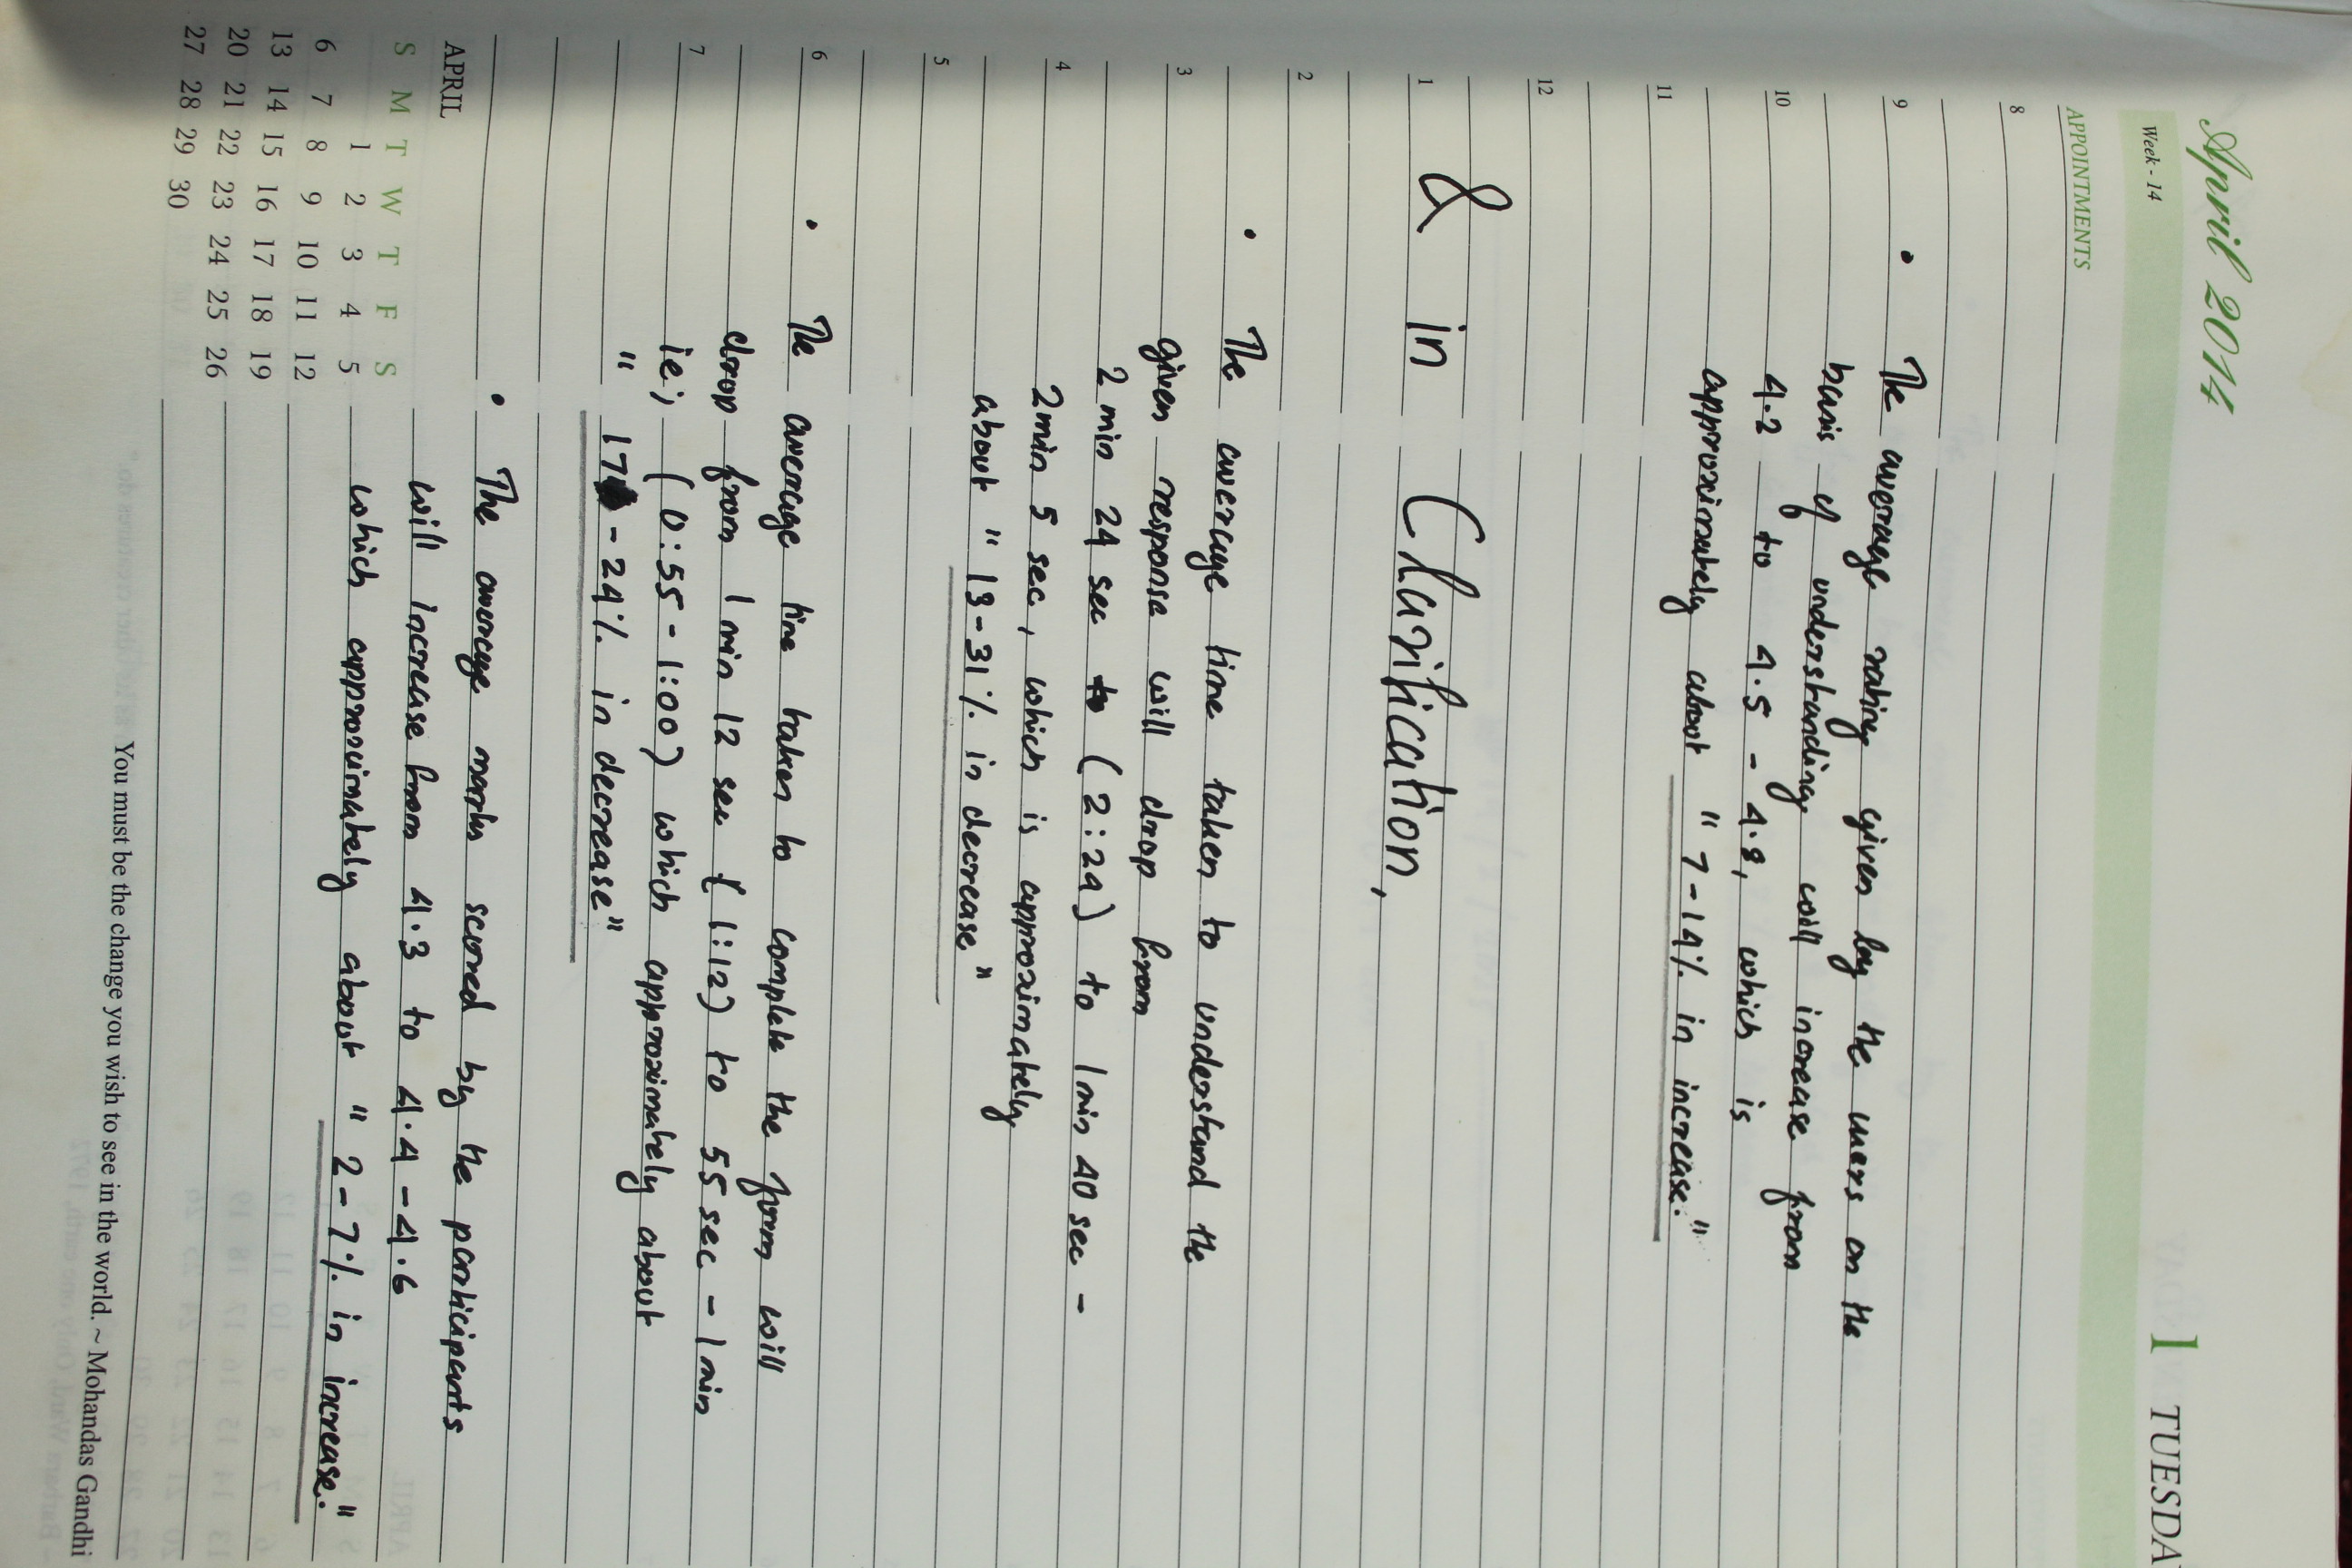 April 2014
1 TUESDA
Week - 14
APPOINTMENTS
8
9
• The average rating given by the users on the
basis of understanding will increase from
10
4.2 to 4.5 - 4.8, which is
approximately about " 7-14% in increase."
11
12
& in Clarification,
1
2
• The average time taken to understand the
3
given response will drop from
2 min 24 sec to (2:24) to 1 min 40 sec -
4
2min 5 sec, which is approximately
about " 13-31% in decrease"
5
6
• The average time taken to complete the form will
drop from 1 min 12 sec (1:12) to 55 sec - 1 min
7
ie; (0:55 - 1:00) which approximately about
" 17 - 24% in decrease"
• The average marks scored by the participants
will increase from 4.3 to 4.4 - 4.6
which approximately about " 2-7% in increase."
APRIL
S M T W T F S
1 2 3 4 5
6 7 8 9 10 11 12
13 14 15 16 17 18 19
20 21 22 23 24 25 26
27 28 29 30
You must be the change you wish to see in the world. ~ Mohandas Gandhi